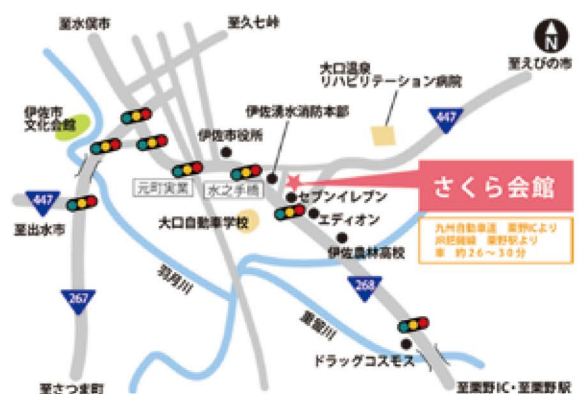 至水俣市
至久七峠
N
至えびの市
大口温泉
リハビリテーション病院
伊佐湧水消防本部
447
伊佐市
文化会館
伊佐市役所
元町実業
水之手橋
さくら会館
セブンイレブン
447
至出水市
大口自動車学校
エディオン
九州自動車道 栗野ICより
JR肥薩線 栗野駅より
車 約26~30分
伊佐農林高校
羽月川
267
268
重留川
ドラッグコスモス
至さつま町
至栗野IC・至栗野駅